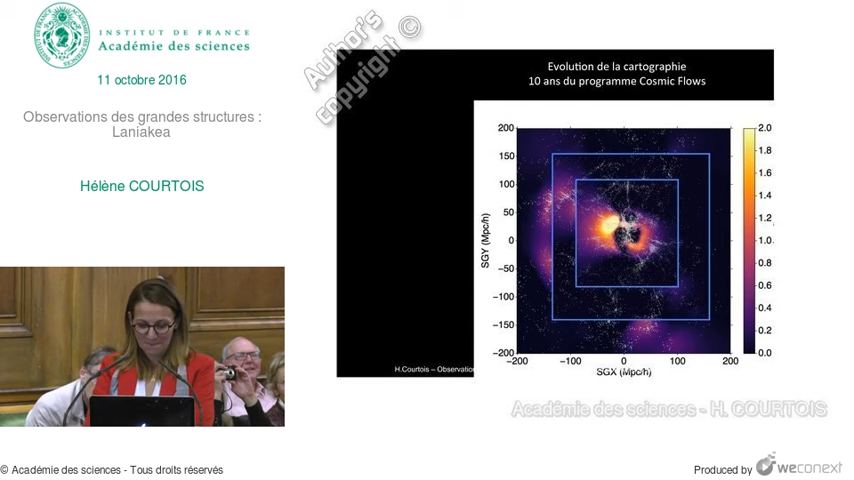 INSTITUT DE FRANCE
Académie des sciences
11 octobre 2016
Observations des grandes structures :
Laniakea
Hélène COURTOIS
Author's
copyright ©
Evolution de la cartographie
10 ans du programme Cosmic Flows
200
150
100
50
0
−50
−100
−150
−200
SGY (Mpc/h)
−200
−100
0
100
200
SGX (Mpc/h)
2.0
1.8
1.6
1.4
1.2
1.0
0.8
0.6
0.4
0.2
0.0
H.Courtois – Observation
Académie des sciences - H. COURTOIS
© Académie des sciences - Tous droits réservés
Produced by weconext